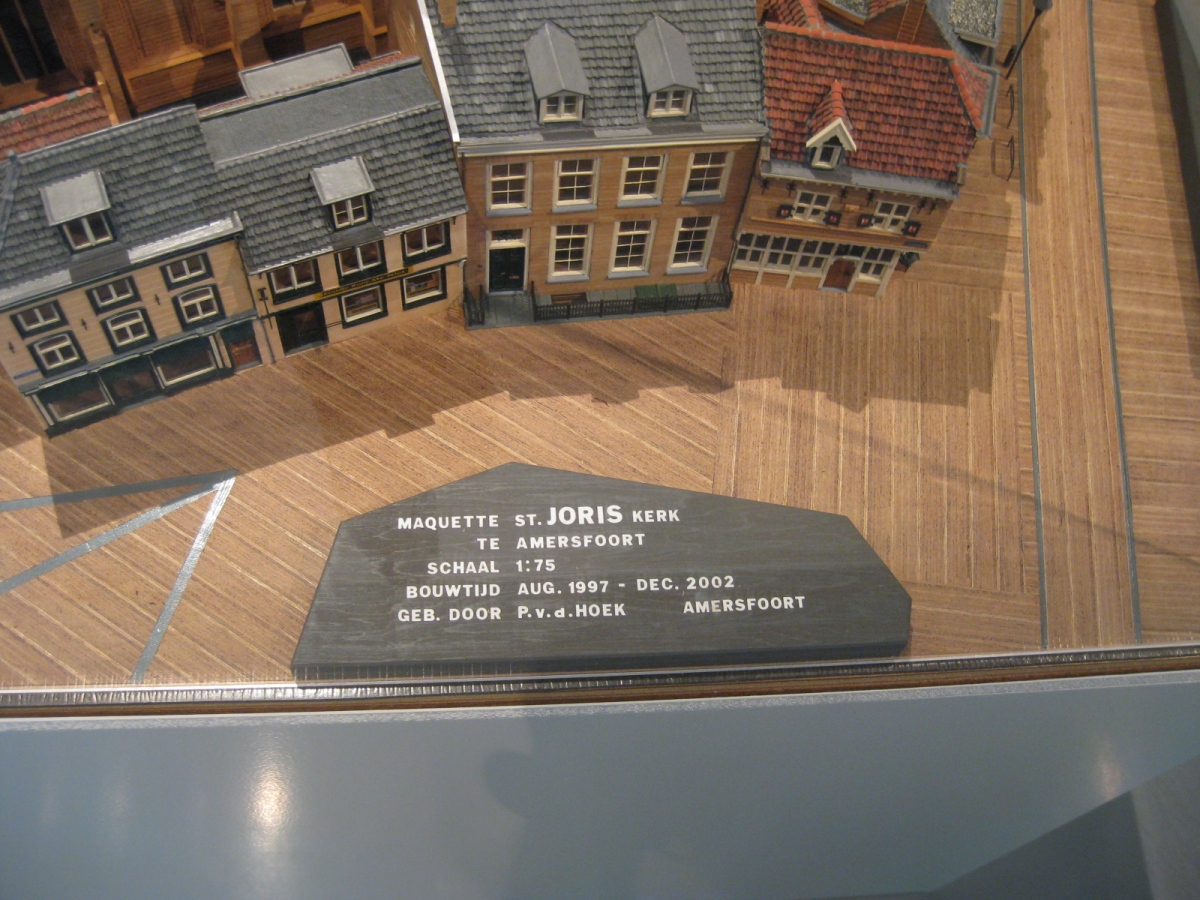 MAQUETTE ST. JORIS KERK
TE AMERSFOORT
SCHAAL 1:75
BOUWTIJD AUG. 1997 - DEC. 2002
GEB. DOOR P.v.d.HOEK AMERSFOORT